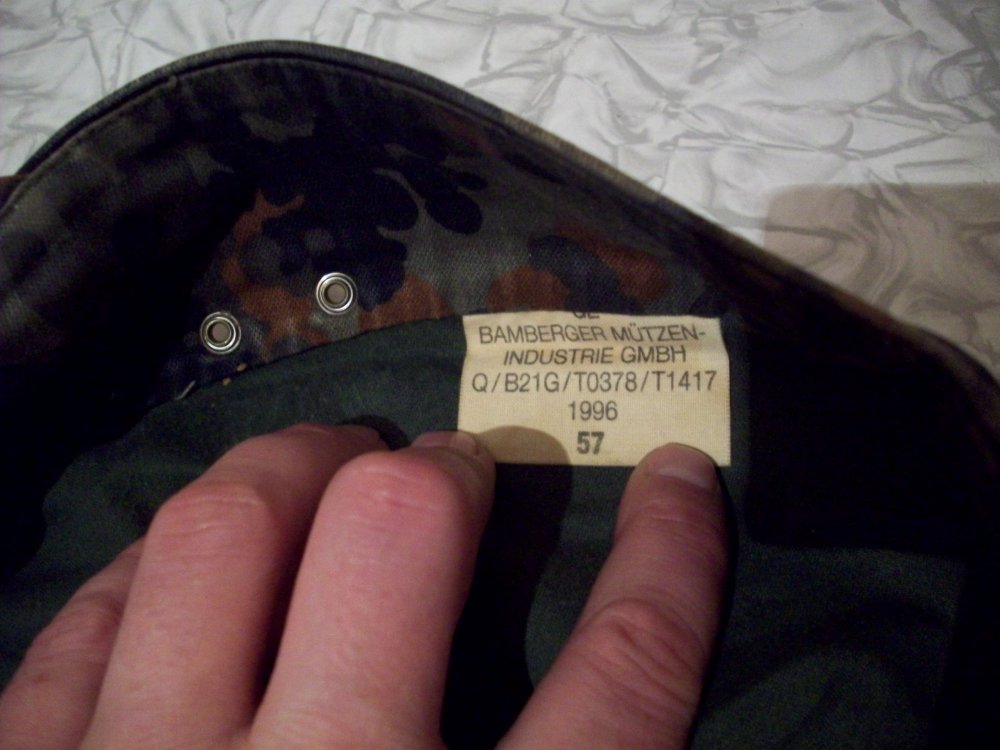 BAMBERGER MÜTZEN-
INDUSTRIE GMBH
Q/B21G/T0378/T1417
1996
57